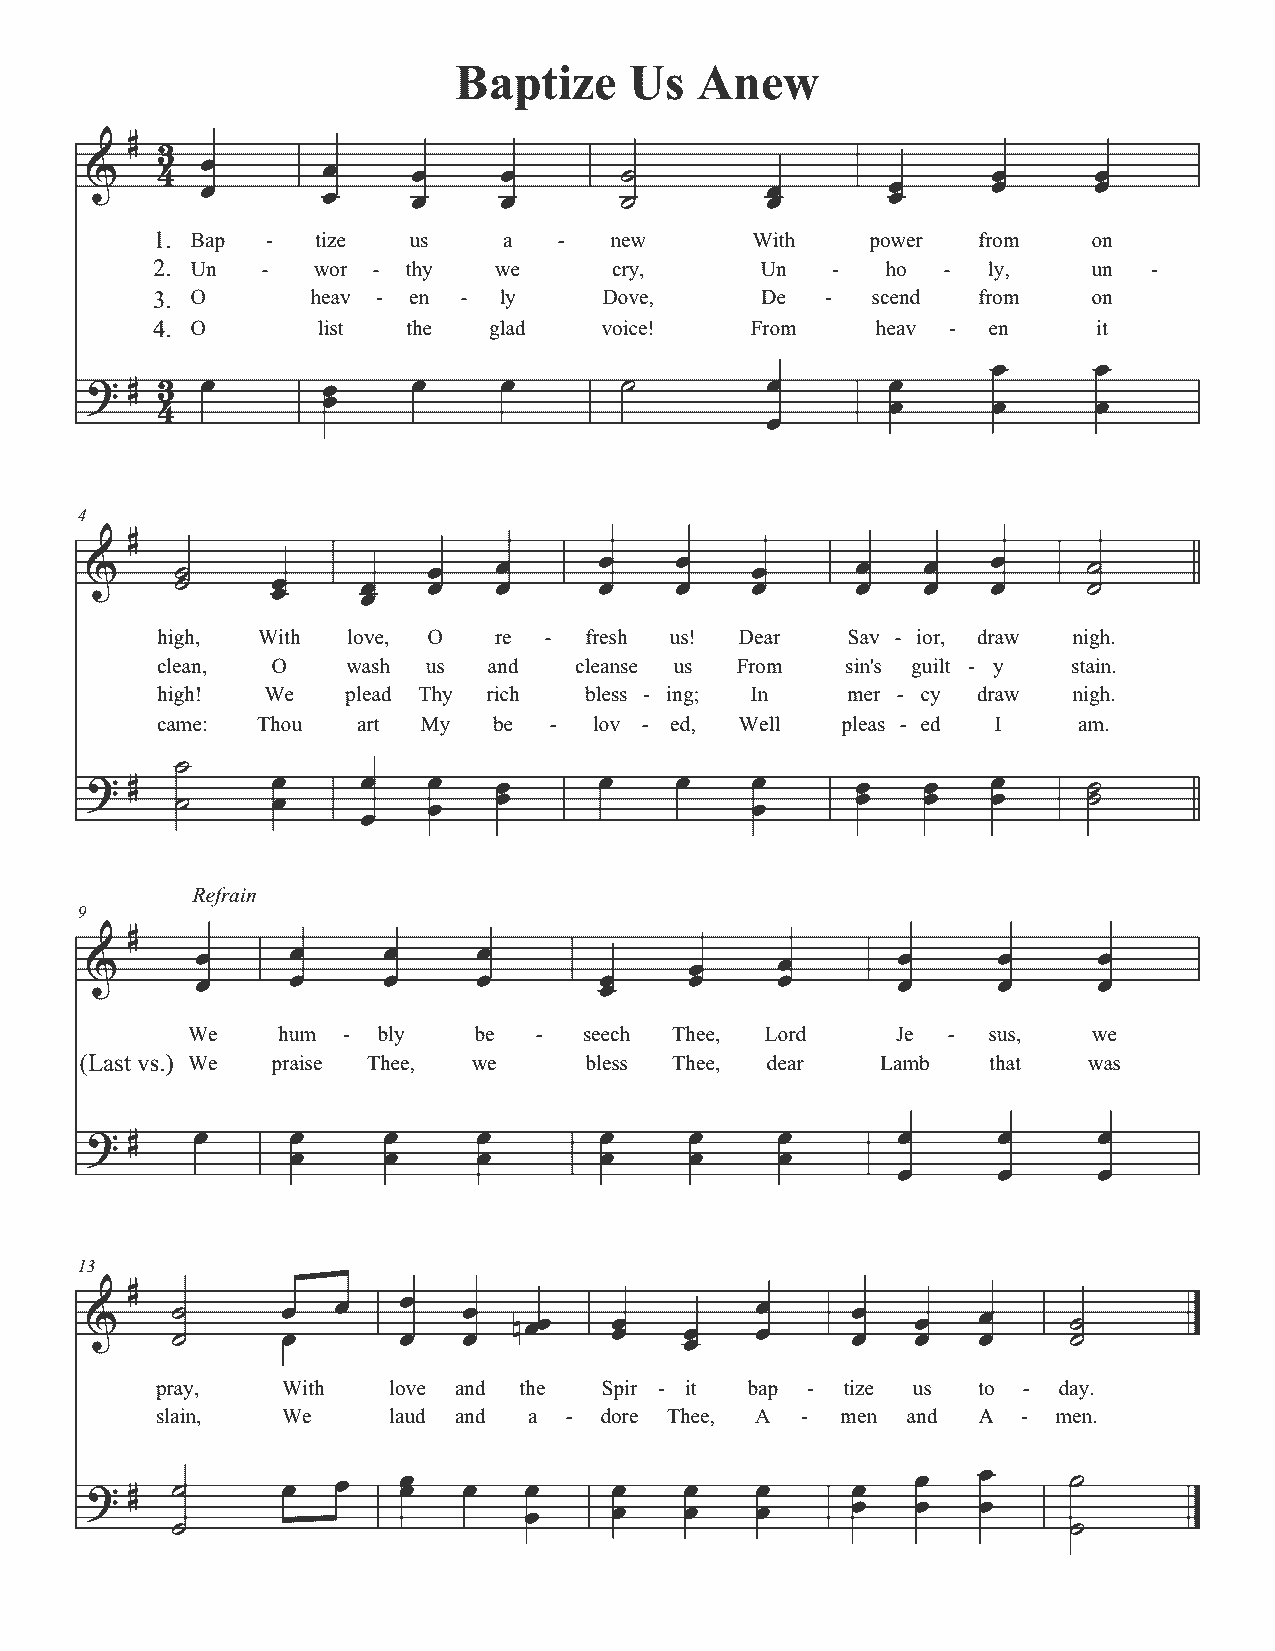 Baptize Us Anew
3
4
1. Bap - tize us a - new With power from on
2. Un - wor - thy we cry, Un - ho - ly, un -
3. O heav - en - ly Dove, De - scend from on
4. O list the glad voice! From heav - en it
3
4
4
high, With love, O re - fresh us! Dear Sav - ior, draw nigh.
clean, O wash us and cleanse us From sin's guilt - y stain.
high! We plead Thy rich bless - ing; In mer - cy draw nigh.
came: Thou art My be - lov - ed, Well pleas - ed I am.
Refrain
9
We hum - bly be - seech Thee, Lord Je - sus, we
(Last vs.) We praise Thee, we bless Thee, dear Lamb that was
13
pray, With love and the Spir - it bap - tize us to - day.
slain, We laud and a - dore Thee, A - men and A - men.